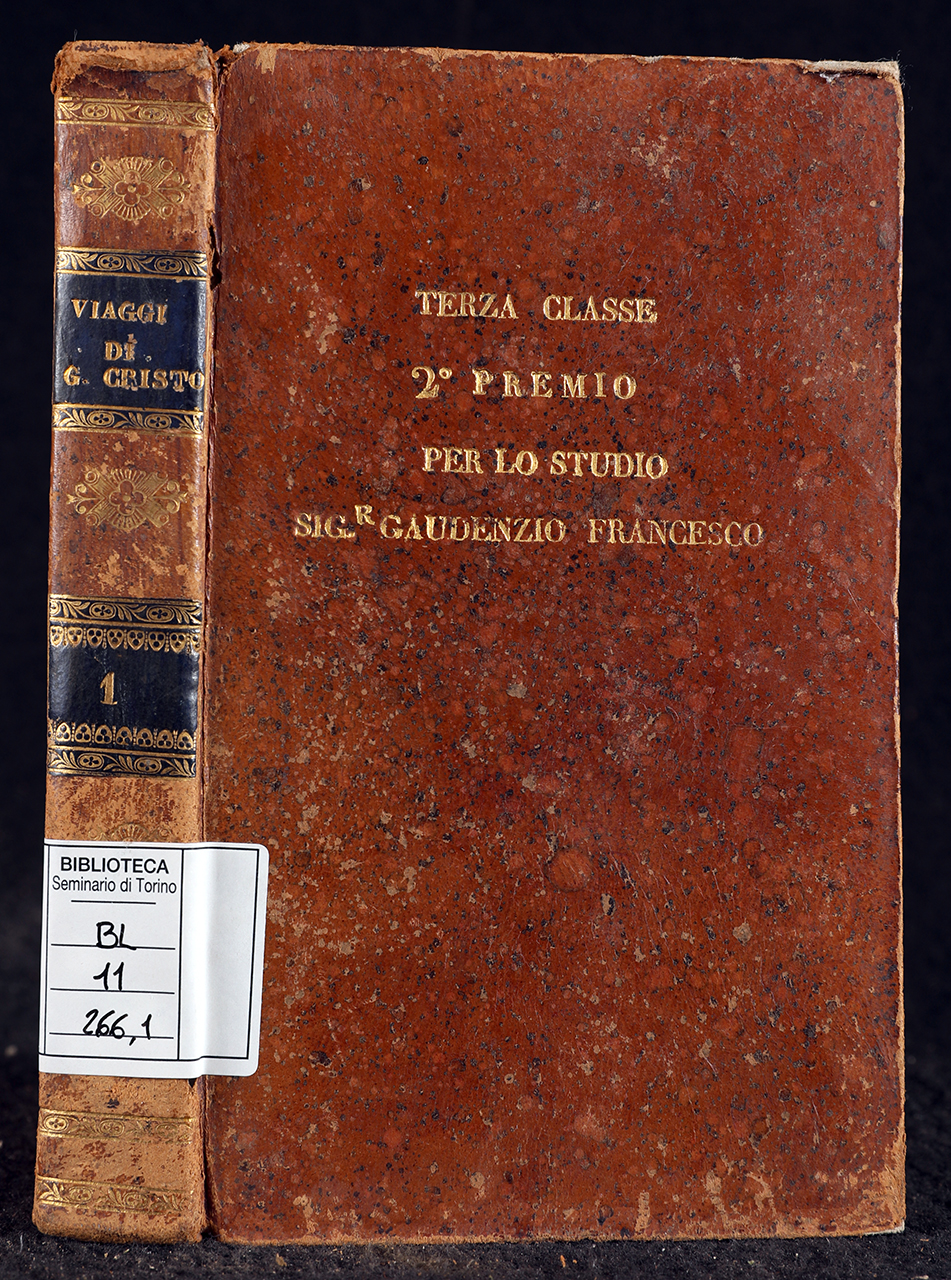 VIAGGI
DI
G. CRISTO
1
BIBLIOTECA
Seminario di Torino
BL
11
266,1
TERZA CLASSE
2° PREMIO
PER LO STUDIO
SIG.R GAUDENZIO FRANCESCO